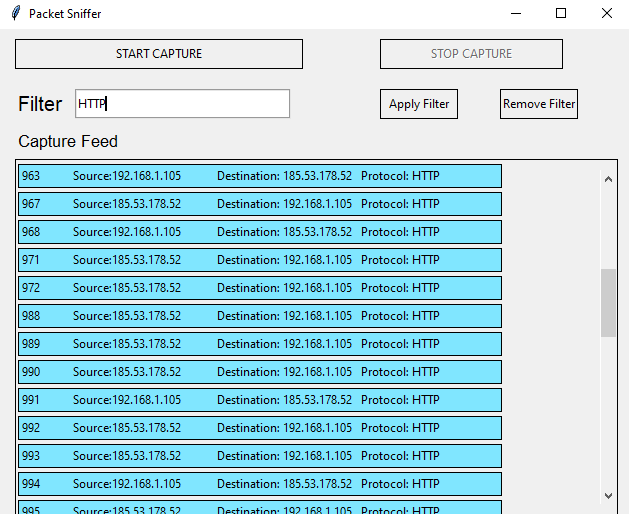 Packet Sniffer
START CAPTURE STOP CAPTURE
Filter HTTP Apply Filter Remove Filter
Capture Feed
963 Source:192.168.1.105 Destination: 185.53.178.52 Protocol: HTTP
967 Source:185.53.178.52 Destination: 192.168.1.105 Protocol: HTTP
968 Source:192.168.1.105 Destination: 185.53.178.52 Protocol: HTTP
971 Source:185.53.178.52 Destination: 192.168.1.105 Protocol: HTTP
972 Source:185.53.178.52 Destination: 192.168.1.105 Protocol: HTTP
988 Source:185.53.178.52 Destination: 192.168.1.105 Protocol: HTTP
989 Source:185.53.178.52 Destination: 192.168.1.105 Protocol: HTTP
990 Source:185.53.178.52 Destination: 192.168.1.105 Protocol: HTTP
991 Source:192.168.1.105 Destination: 185.53.178.52 Protocol: HTTP
992 Source:185.53.178.52 Destination: 192.168.1.105 Protocol: HTTP
993 Source:185.53.178.52 Destination: 192.168.1.105 Protocol: HTTP
994 Source:192.168.1.105 Destination: 185.53.178.52 Protocol: HTTP
995 Source:185.53.178.52 Destination: 192.168.1.105 Protocol: HTTP